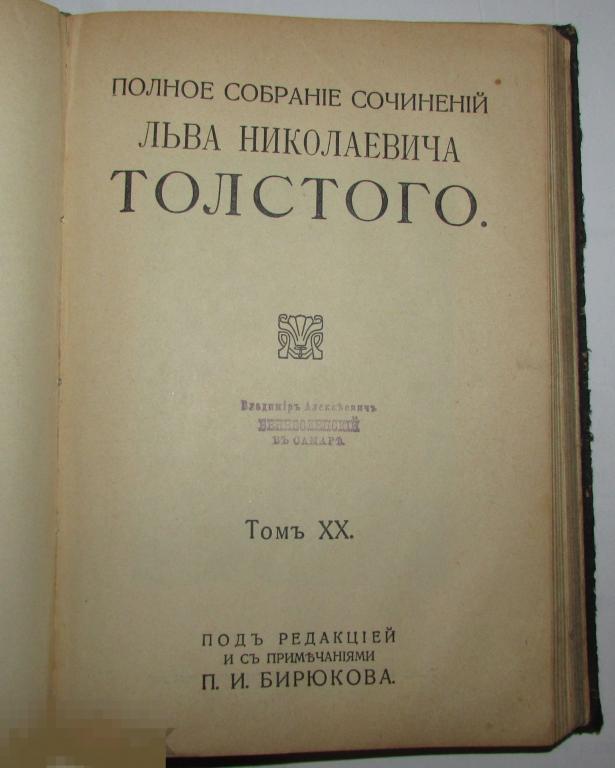 ПОЛНОЕ СОБРАНІЕ СОЧИНЕНІЙ
ЛЬВА НИКОЛАЕВИЧА
ТОЛСТОГО.
Владиміръ Алексѣевичъ
ВЪ САМАРѢ.
Томъ XX.
ПОДЪ РЕДАКЦІЕЙ
И СЪ ПРИМѢЧАНІЯМИ
П. И. БИРЮКОВА.